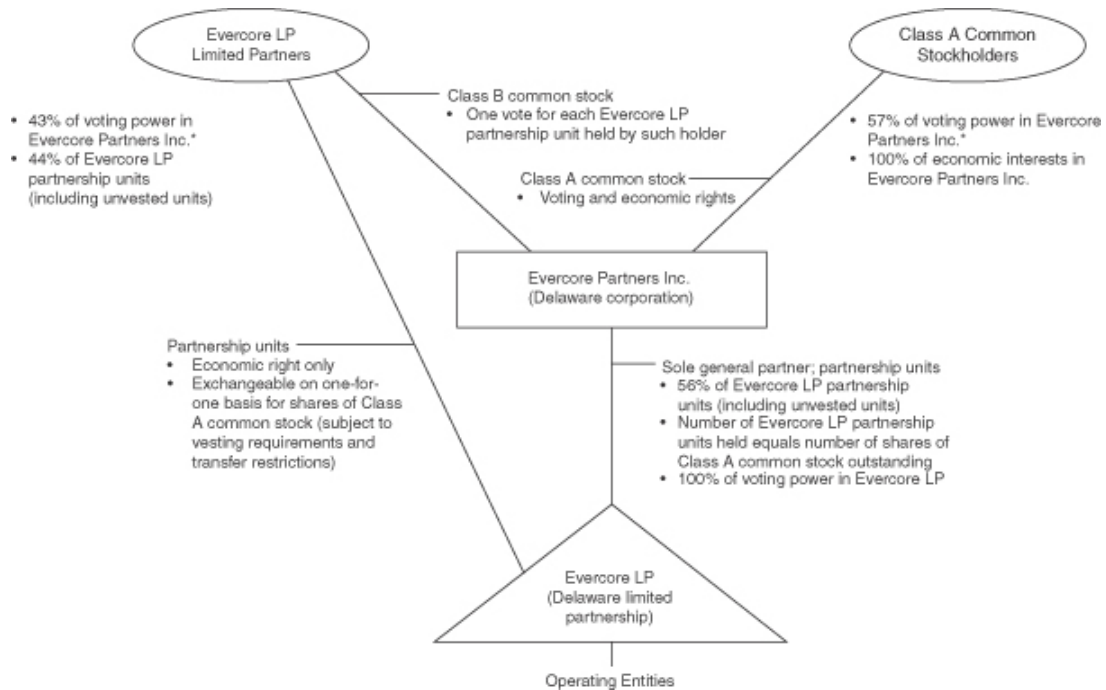 Evercore LP
Limited Partners
Class A Common
Stockholders
Class B common stock
• One vote for each Evercore LP
partnership unit held by such holder
• 43% of voting power in
Evercore Partners Inc.*
• 44% of Evercore LP
partnership units
(including unvested units)
• 57% of voting power in Evercore
Partners Inc.*
• 100% of economic interests in
Evercore Partners Inc.
Class A common stock
• Voting and economic rights
Evercore Partners Inc.
(Delaware corporation)
Partnership units
• Economic right only
• Exchangeable on one-for-
one basis for shares of Class
A common stock (subject to
vesting requirements and
transfer restrictions)
Sole general partner; partnership units
• 56% of Evercore LP partnership
units (including unvested units)
• Number of Evercore LP partnership
units held equals number of shares of
Class A common stock outstanding
• 100% of voting power in Evercore LP
Evercore LP
(Delaware limited
partnership)
Operating Entities